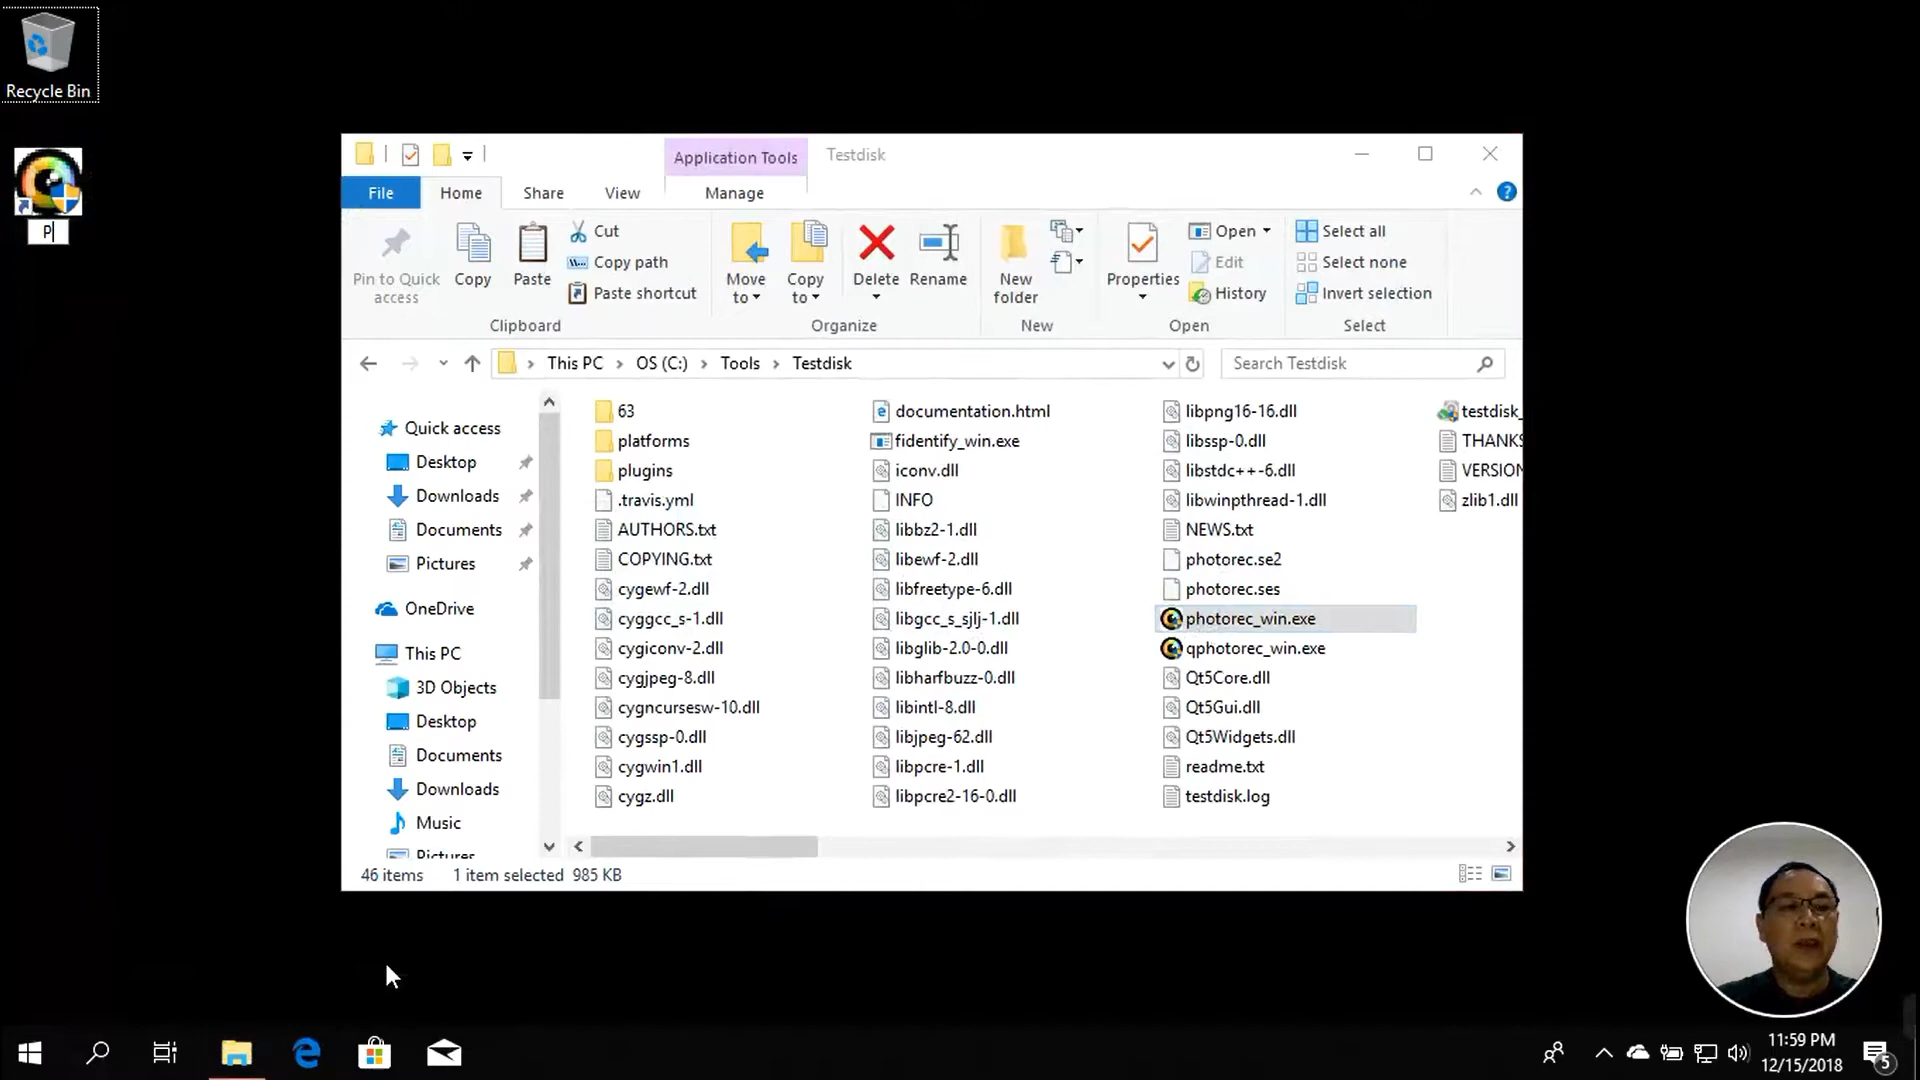 Recycle Bin
P
Application Tools
Testdisk
File
Home
Share
View
Manage
Pin to Quick
access
Copy
Paste
Cut
Copy path
Paste shortcut
Clipboard
Move
to
Copy
to
Delete
Rename
Organize
New
folder
New
Properties
Open
Edit
History
Open
Select all
Select none
Invert selection
Select
This PC
OS (C:)
Tools
Testdisk
Search Testdisk
Quick access
Desktop
Downloads
Documents
Pictures
OneDrive
This PC
3D Objects
Desktop
Documents
Downloads
Music
Pictures
63
platforms
plugins
.travis.yml
AUTHORS.txt
COPYING.txt
cygewf-2.dll
cyggcc_s-1.dll
cygiconv-2.dll
cygjpeg-8.dll
cygncursesw-10.dll
cygssp-0.dll
cygwin1.dll
cygz.dll
documentation.html
fidentify_win.exe
iconv.dll
INFO
libbz2-1.dll
libewf-2.dll
libfreetype-6.dll
libgcc_s_sjlj-1.dll
libglib-2.0-0.dll
libharfbuzz-0.dll
libintl-8.dll
libjpeg-62.dll
libpcre-1.dll
libpcre2-16-0.dll
libpng16-16.dll
libssp-0.dll
libstdc++-6.dll
libwinpthread-1.dll
NEWS.txt
photorec.se2
photorec.ses
photorec_win.exe
qphotorec_win.exe
Qt5Core.dll
Qt5Gui.dll
Qt5Widgets.dll
readme.txt
testdisk.log
testdisk_
THANKS
VERSION
zlib1.dll
46 items
1 item selected 985 KB
11:59 PM
12/15/2018
5